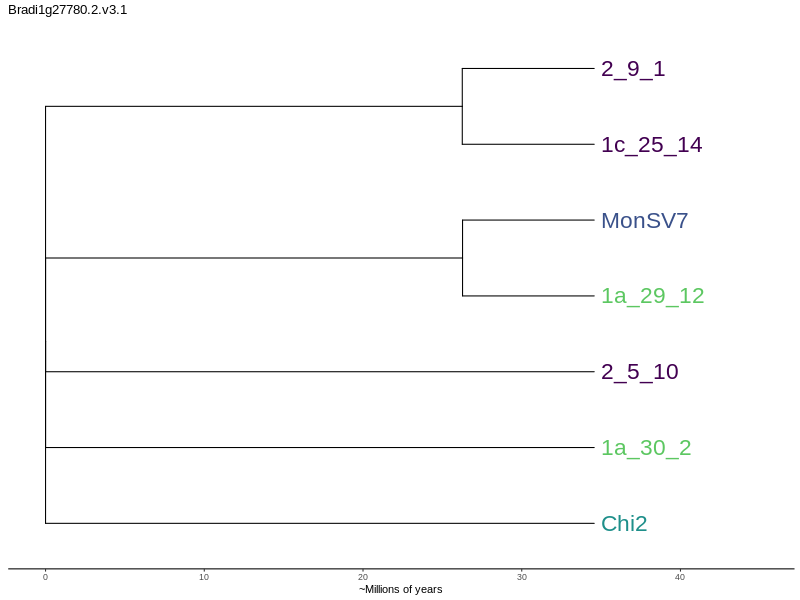 Bradi1g27780.2.v3.1
2_9_1
1c_25_14
MonSV7
1a_29_12
2_5_10
1a_30_2
Chi2
0 10 20 30 40
~Millions of years